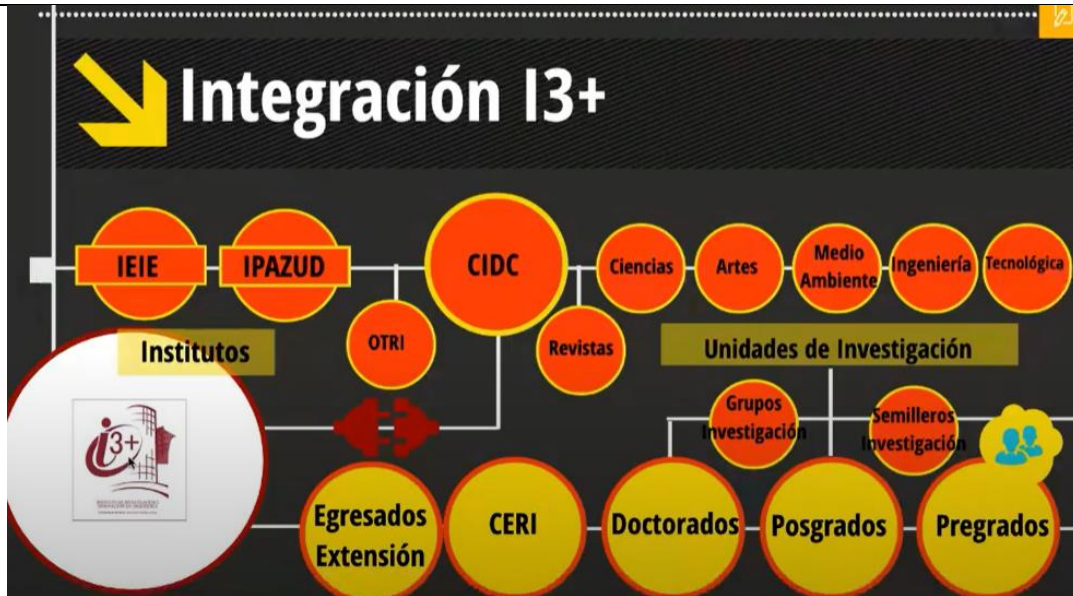 Integración I3+
IEIE
IPAZUD
CIDC
Ciencias
Artes
Medio
Ambiente
Ingeniería
Tecnológica
OTRI
Revistas
Institutos
Unidades de Investigación
Grupos
Investigación
Semilleros
Investigación
i3+
Egresados
Extensión
CERI
Doctorados
Posgrados
Pregrados